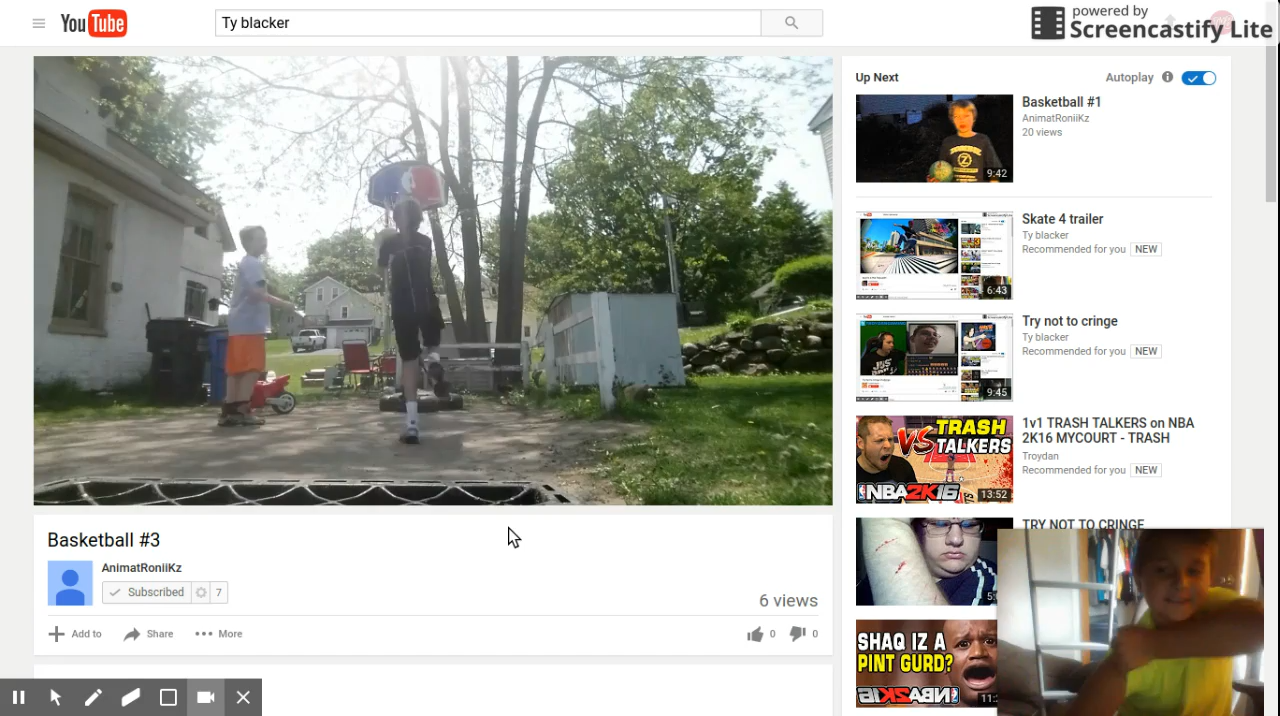 YouTube
Ty blacker
powered by
Screencastify Lite
Up Next
Autoplay
Basketball #1
AnimatRoniiKz
20 views
9:42
Skate 4 trailer
Ty blacker
Recommended for you NEW
6:43
Try not to cringe
Ty blacker
Recommended for you NEW
9:45
1v1 TRASH TALKERS on NBA
2K16 MYCOURT - TRASH
Troydan
Recommended for you NEW
TRASH
VS TALKERS
NBA2K16
13:52
TRY NOT TO CRINGE
Basketball #3
AnimatRoniiKz
Subscribed 7
6 views
Add to Share More
0 0
SHAQ IZ A
PINT GURD?